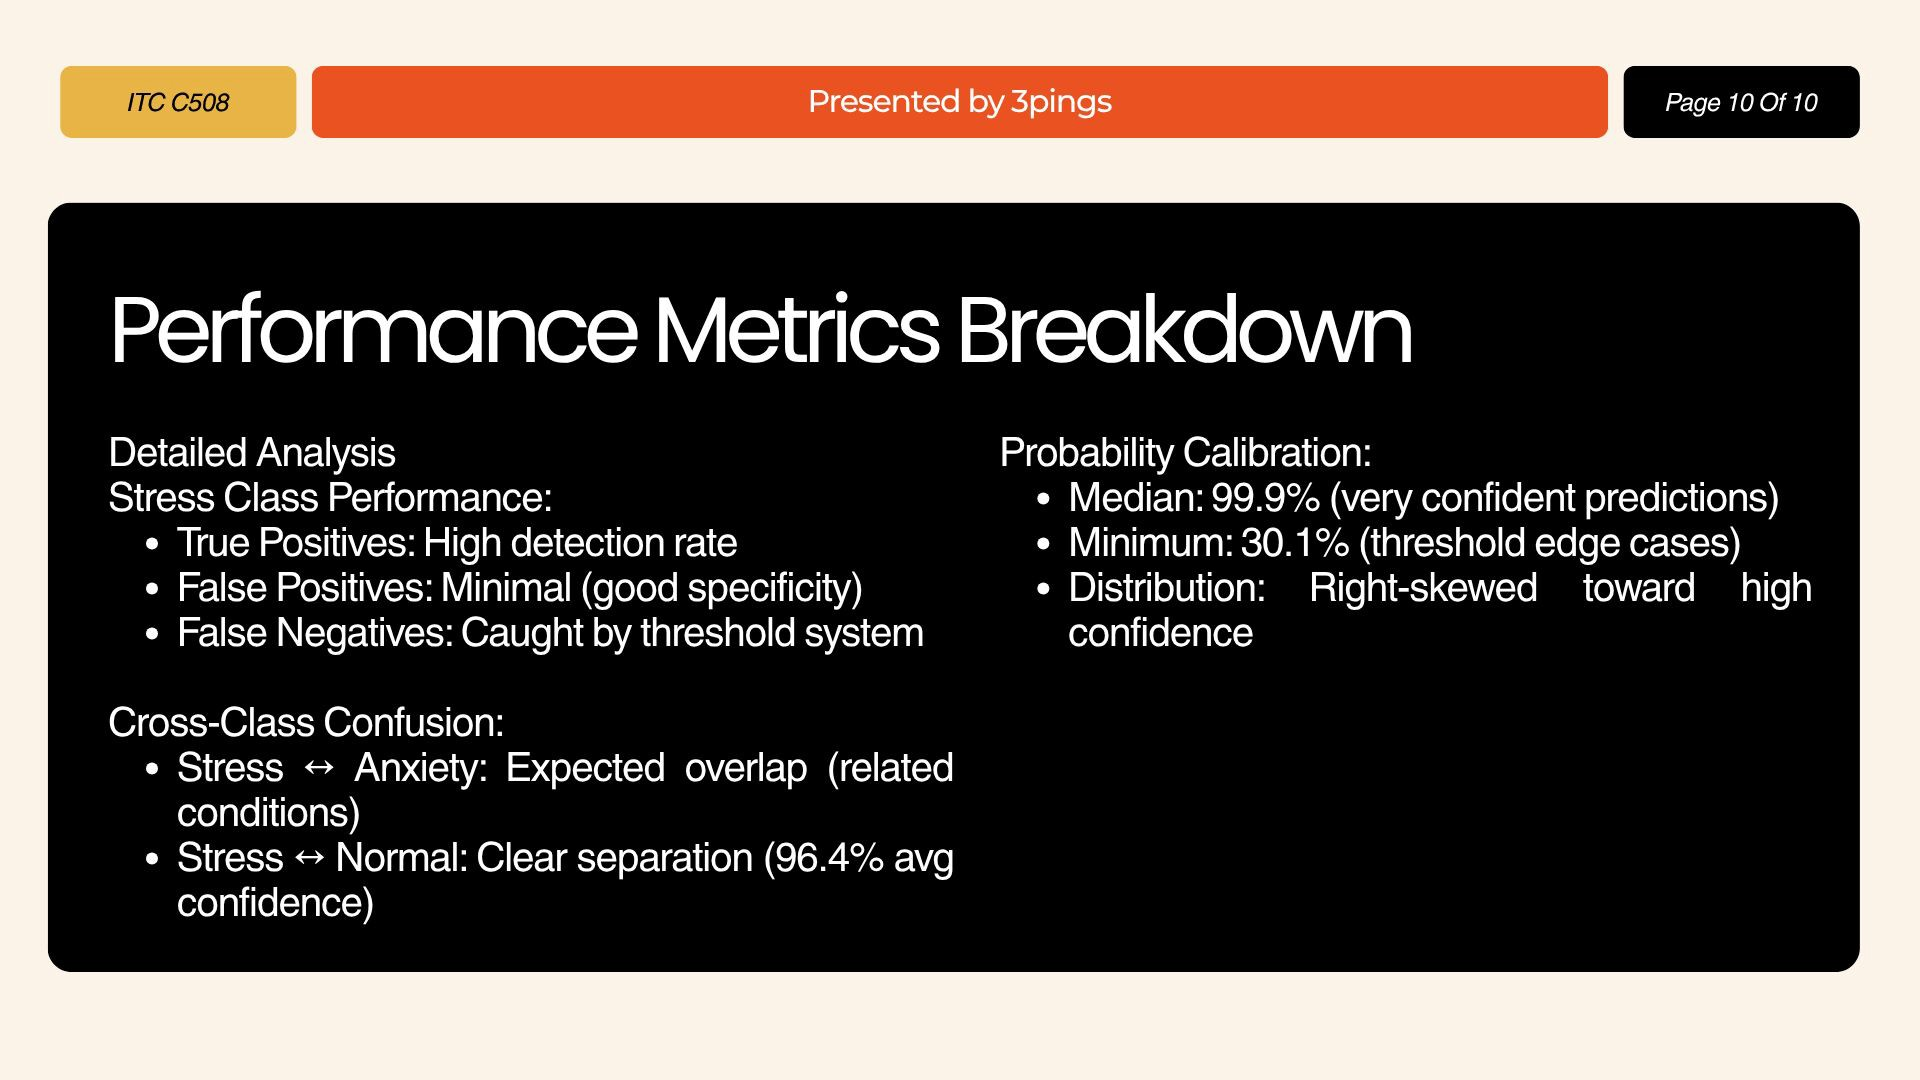 ITC C508
Presented by 3pings
Page 10 Of 10
Performance Metrics Breakdown
Detailed Analysis
Stress Class Performance:
• True Positives: High detection rate
• False Positives: Minimal (good specificity)
• False Negatives: Caught by threshold system
Cross-Class Confusion:
• Stress ↔ Anxiety: Expected overlap (related
conditions)
• Stress ↔ Normal: Clear separation (96.4% avg
confidence)
Probability Calibration:
• Median: 99.9% (very confident predictions)
• Minimum: 30.1% (threshold edge cases)
• Distribution: Right-skewed toward high
confidence